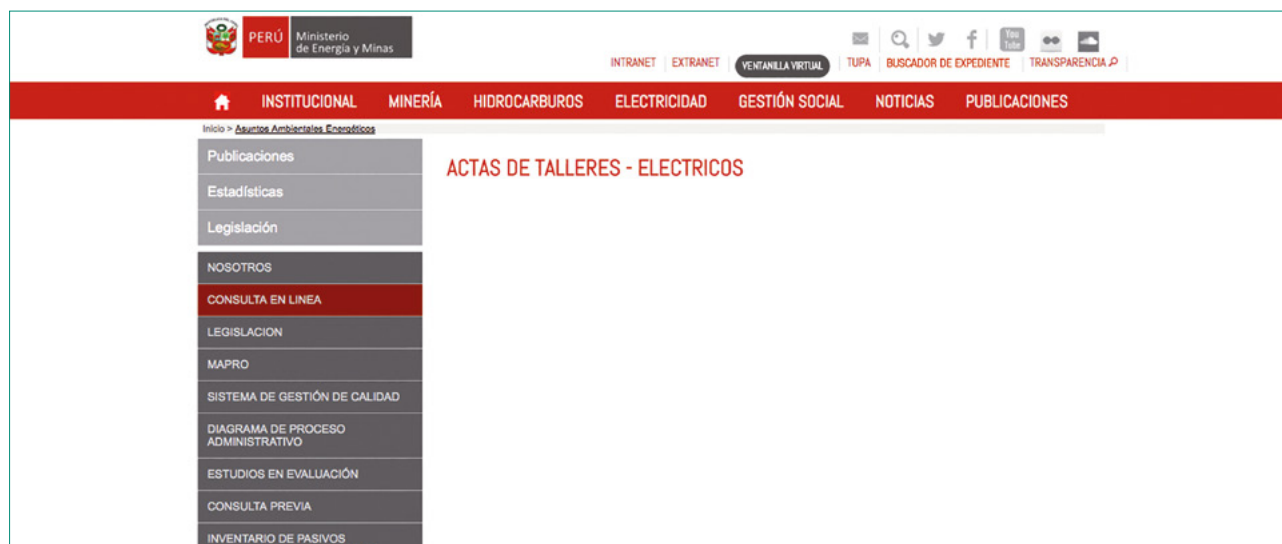 PERÚ
Ministerio
de Energía y Minas
You
Tube
INTRANET
EXTRANET
VENTANILLA VIRTUAL
TUPA
BUSCADOR DE EXPEDIENTE
TRANSPARENCIA
INSTITUCIONAL
MINERÍA
HIDROCARBUROS
ELECTRICIDAD
GESTIÓN SOCIAL
NOTICIAS
PUBLICACIONES
Inicio > Asuntos Ambientales Energéticos
Publicaciones
Estadísticas
Legislación
ACTAS DE TALLERES - ELECTRICOS
NOSOTROS
CONSULTA EN LINEA
LEGISLACION
MAPRO
SISTEMA DE GESTIÓN DE CALIDAD
DIAGRAMA DE PROCESO
ADMINISTRATIVO
ESTUDIOS EN EVALUACIÓN
CONSULTA PREVIA
INVENTARIO DE PASIVOS